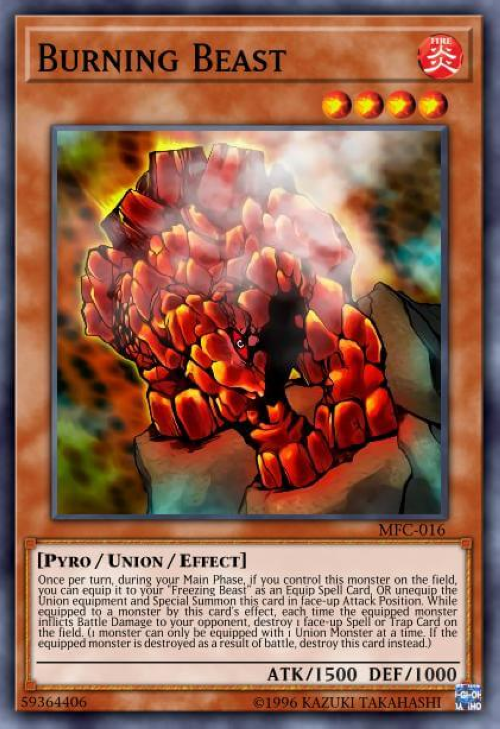 BURNING BEAST
FIRE
炎
MFC-016
[PYRO / UNION / EFFECT]
Once per turn, during your Main Phase, if you control this monster on the field,
you can equip it to your "Freezing Beast" as an Equip Spell Card, OR unequip the
Union equipment and Special Summon this card in face-up Attack Position. While
equipped to a monster by this card's effect, each time the equipped monster
inflicts Battle Damage to your opponent, destroy 1 face-up Spell or Trap Card on
the field. (1 monster can only be equipped with 1 Union Monster at a time. If the
equipped monster is destroyed as a result of battle, destroy this card instead.)
ATK/1500 DEF/1000
59364406
©1996 KAZUKI TAKAHASHI